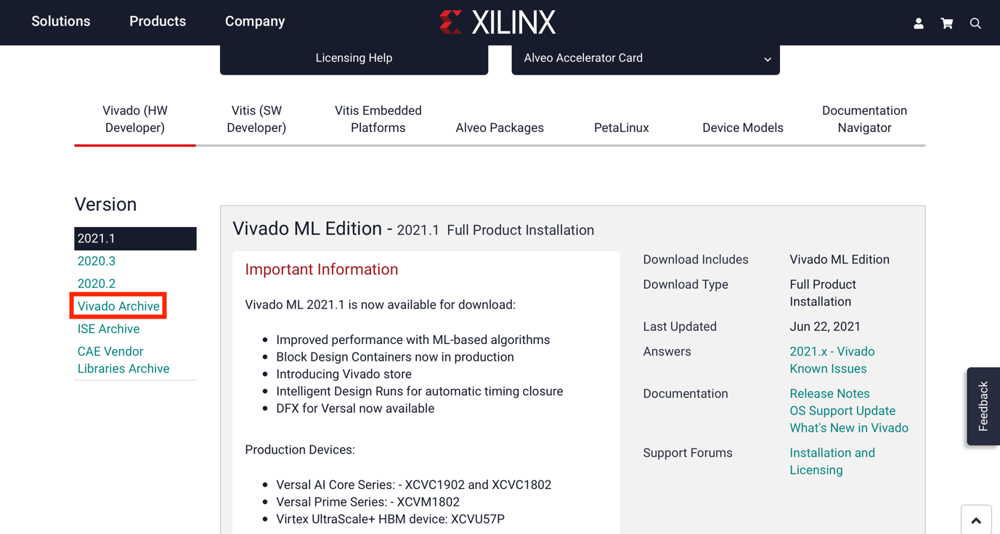 Solutions
Products
Company
XILINX
Licensing Help
Alveo Accelerator Card
Vivado (HW
Developer)
Vitis (SW
Developer)
Vitis Embedded
Platforms
Alveo Packages
PetaLinux
Device Models
Documentation
Navigator
Version
2021.1
2020.3
2020.2
Vivado Archive
ISE Archive
CAE Vendor
Libraries Archive
Vivado ML Edition - 2021.1 Full Product Installation
Important Information
Vivado ML 2021.1 is now available for download:
• Improved performance with ML-based algorithms
• Block Design Containers now in production
• Introducing Vivado store
• Intelligent Design Runs for automatic timing closure
• DFX for Versal now available
Production Devices:
• Versal AI Core Series: - XCVC1902 and XCVC1802
• Versal Prime Series: - XCVM1802
• Virtex UltraScale+ HBM device: XCVU57P
Download Includes
Vivado ML Edition
Download Type
Full Product
Installation
Last Updated
Jun 22, 2021
Answers
2021.x - Vivado
Known Issues
Documentation
Release Notes
OS Support Update
What's New in Vivado
Support Forums
Installation and
Licensing
Feedback